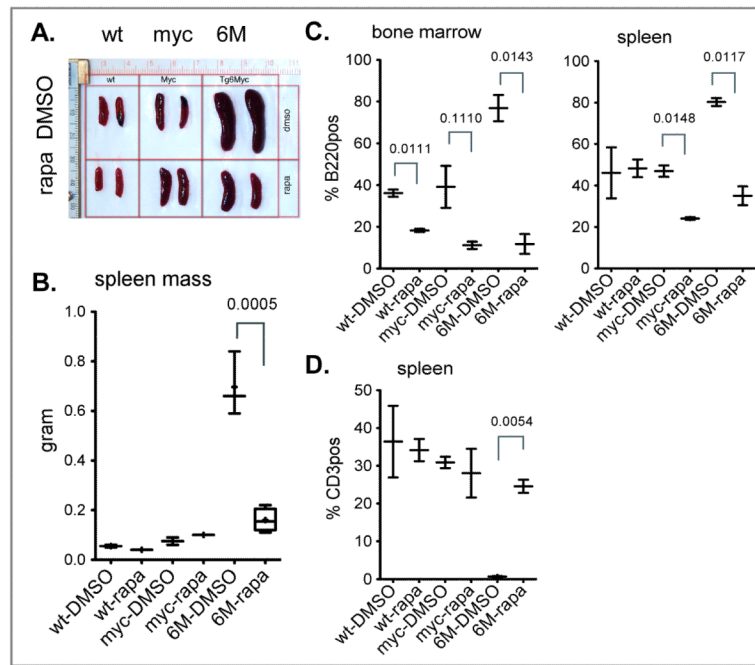 A.
wt myc 6M
wt Myc Tg6Myc
DMSO
dmso
rapa
rapa
B.
spleen mass
0.0005
1.0
0.8
0.6
0.4
0.2
0.0
gram
wt-DMSO
wt-rapa
myc-DMSO
myc-rapa
6M-DMSO
6M-rapa
C.
bone marrow
0.0143
0.1110
0.0111
100
80
60
40
20
0
% B220pos
wt-DMSO
wt-rapa
myc-DMSO
myc-rapa
6M-DMSO
6M-rapa
spleen
0.0117
0.0148
100
80
60
40
20
0
wt-DMSO
wt-rapa
myc-DMSO
myc-rapa
6M-DMSO
6M-rapa
D.
spleen
0.0054
50
40
30
20
10
0
% CD3pos
wt-DMSO
wt-rapa
myc-DMSO
myc-rapa
6M-DMSO
6M-rapa